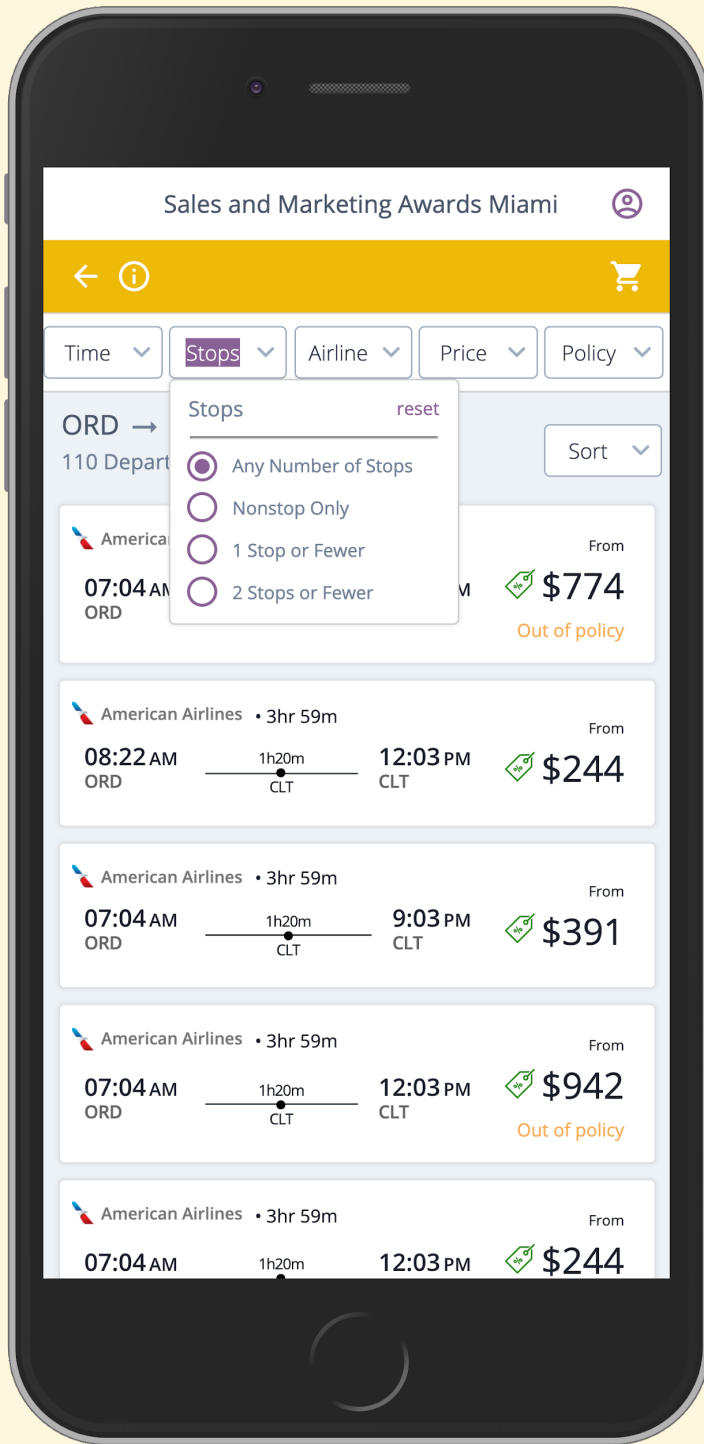 Sales and Marketing Awards Miami
Time Stops Airline Price Policy
Stops reset
Any Number of Stops
Nonstop Only
1 Stop or Fewer
2 Stops or Fewer
ORD →
110
Sort
From
07:04 AM $774
ORD
Out of policy
American Airlines • 3hr 59m
From
08:22 AM 1h20m 12:03 PM % $244
ORD CLT CLT
American Airlines • 3hr 59m
From
07:04 AM 1h20m 9:03 PM % $391
ORD CLT CLT
American Airlines • 3hr 59m
From
07:04 AM 1h20m 12:03 PM % $942
ORD CLT CLT
Out of policy
American Airlines • 3hr 59m
From
07:04 AM 1h20m 12:03 PM % $244